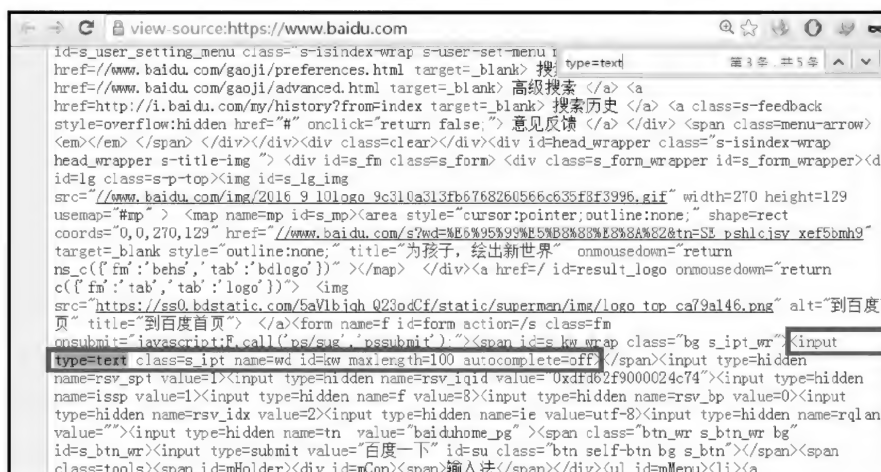 view-source:https://www.baidu.com
type=text 第3条,共5条
id=s_user_setting_menu class="s-isindex-wrap s-user-set-menu
href=//www.baidu.com/gaoji/preferences.html target=_blank> 搜
href=//www.baidu.com/gaoji/advanced.html target=_blank> 高级搜索 </a> <a
href=http://i.baidu.com/my/history?from=index target=_blank> 搜索历史 </a> <a class=s-feedback
style=overflow:hidden href="#" onclick="return false;"> 意见反馈 </a> </div> <span class=menu-arrow>
<em></em> </span> </div></div><div class=clear></div><div id=head_wrapper class="s-isindex-wrap
head_wrapper s-title-img "> <div id=s_fm class=s_form> <div class=s_form_wrapper id=s_form_wrapper><d
id=lg class=s-p-top><img id=s_lg_img
src="//www.baidu.com/img/2016_9_10logo_9c310a313fb6768260566c635f8f3996.gif" width=270 height=129
usemap="#mp" > <map name=mp id=s_mp><area style="cursor:pointer;outline:none;" shape=rect
coords="0,0,270,129" href="//www.baidu.com/s?wd=%E6%95%99%E5%B8%88%E8%8A%82&tn=SE_pshlcjsy_xef5bmh9"
target=_blank style="outline:none;" title="为孩子，绘出新世界" onmousedown="return
ns_c({'fm':'behs','tab':'bdlogo'})" ></map> </div><a href=/ id=result_logo onmousedown="return
c({'fm':'tab','tab':'logo'})"> <img
src="https://ss0.bdstatic.com/5aV1bjqh_Q23odCf/static/superman/img/logo_top_ca79a146.png" alt="到百度
页" title="到百度首页"> </a><form name=f id=form action=/s class=fm
onsubmit="javascript:F.call('ps/sug','pssubmit');"><span id=s_kw_wrap class="bg s_ipt_wr"><input
type=text class=s_ipt name=wd id=kw maxlength=100 autocomplete=off></span><input type=hidden
name=rsv_spt value=1><input type=hidden name=rsv_iqid value="0xdfd62f9000024c74"><input type=hidden
name=issp value=1><input type=hidden name=f value=8><input type=hidden name=rsv_bp value=0><input
type=hidden name=rsv_idx value=2><input type=hidden name=ie value=utf-8><input type=hidden name=rqlan
value=""><input type=hidden name=tn value="baiduhome_pg" ><span class="btn_wr s_btn_wr bg"
id=s_btn_wr><input type=submit value="百度一下" id=su class="btn self-btn bg s_btn"></span><span
class=tools><span id=mHolder><div id=mCon><span>输入法</span></div><ul id=mMenu><li><a